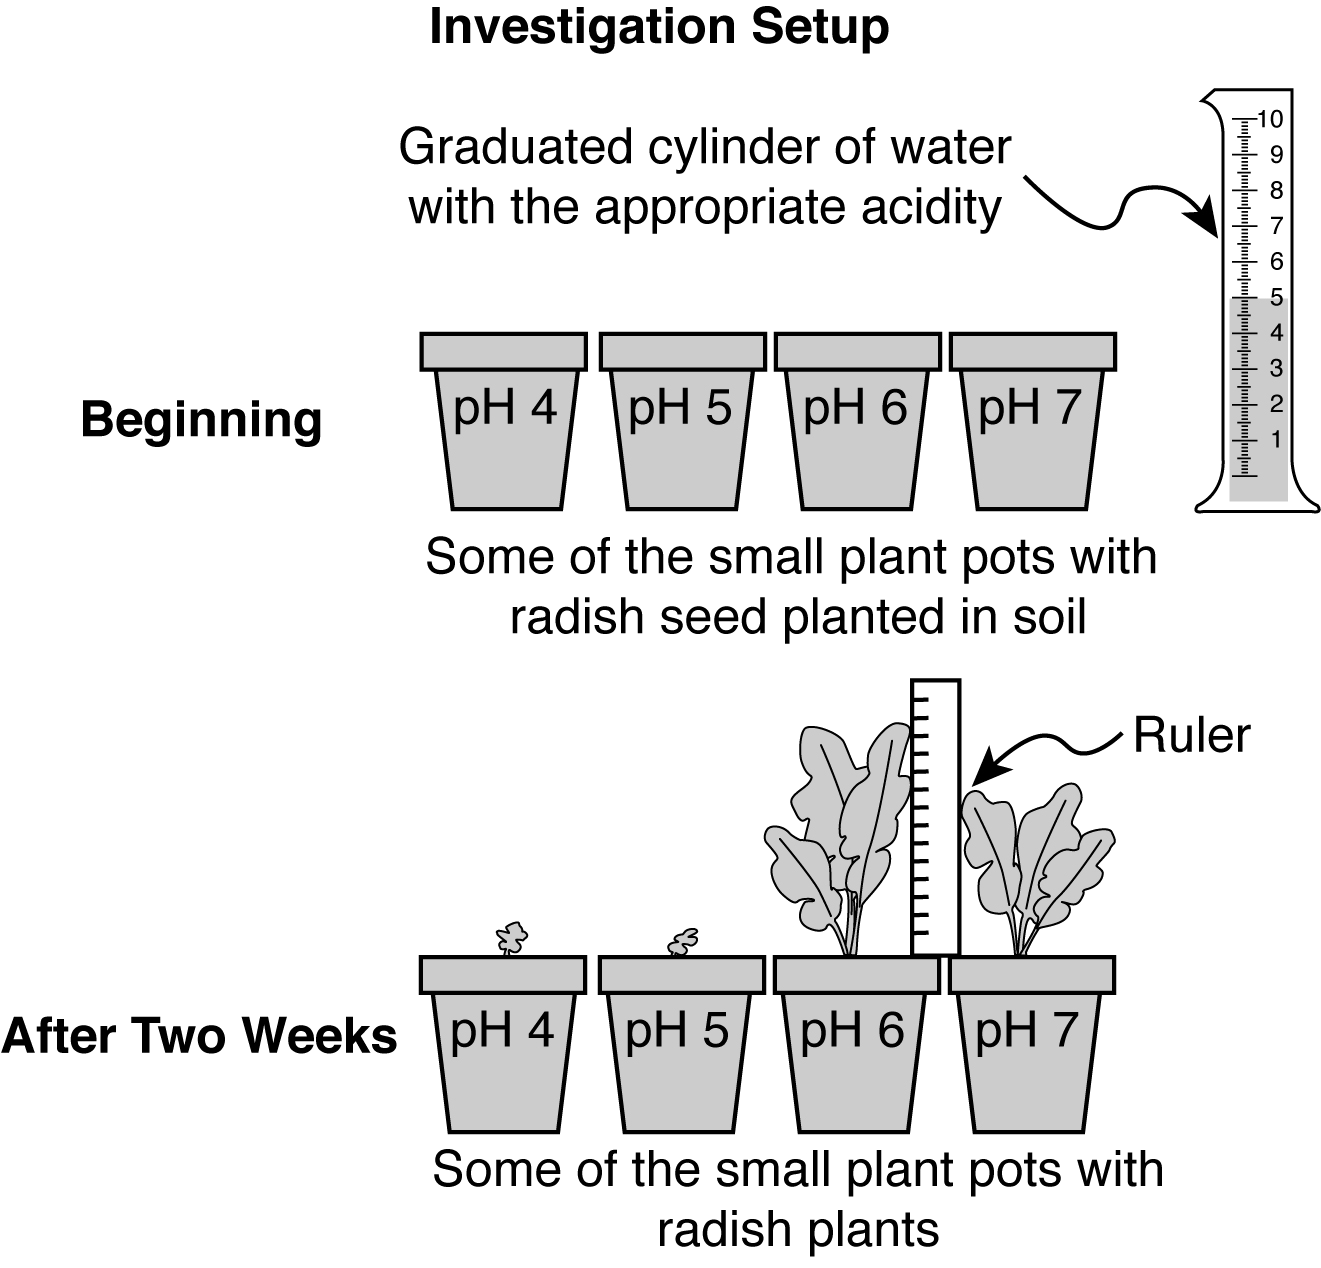 Investigation Setup
Graduated cylinder of water
with the appropriate acidity
10
9
8
7
6
5
4
3
2
1
Beginning
pH 4
pH 5
pH 6
pH 7
Some of the small plant pots with
radish seed planted in soil
Ruler
After Two Weeks
pH 4
pH 5
pH 6
pH 7
Some of the small plant pots with
radish plants